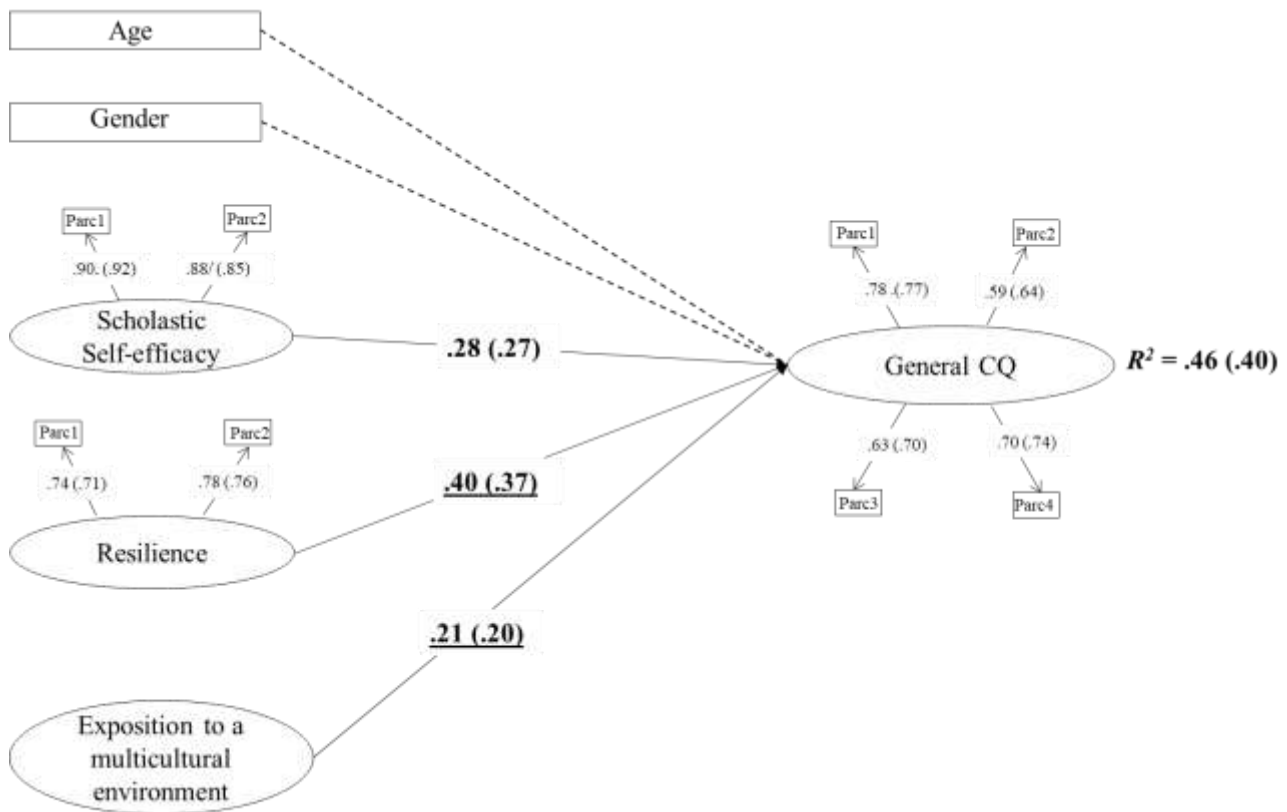 Age
Gender
Parc1
Parc2
.90. (.92)
.88/ (.85)
Scholastic
Self-efficacy
.28 (.27)
Parc1
Parc2
.78 .(.77)
.59 (.64)
General CQ
R² = .46 (.40)
.63 (.70)
.70 (.74)
Parc3
Parc4
Parc1
Parc2
.74 (.71)
.78 (.76)
Resilience
.40 (.37)
.21 (.20)
Exposition to a
multicultural
environment